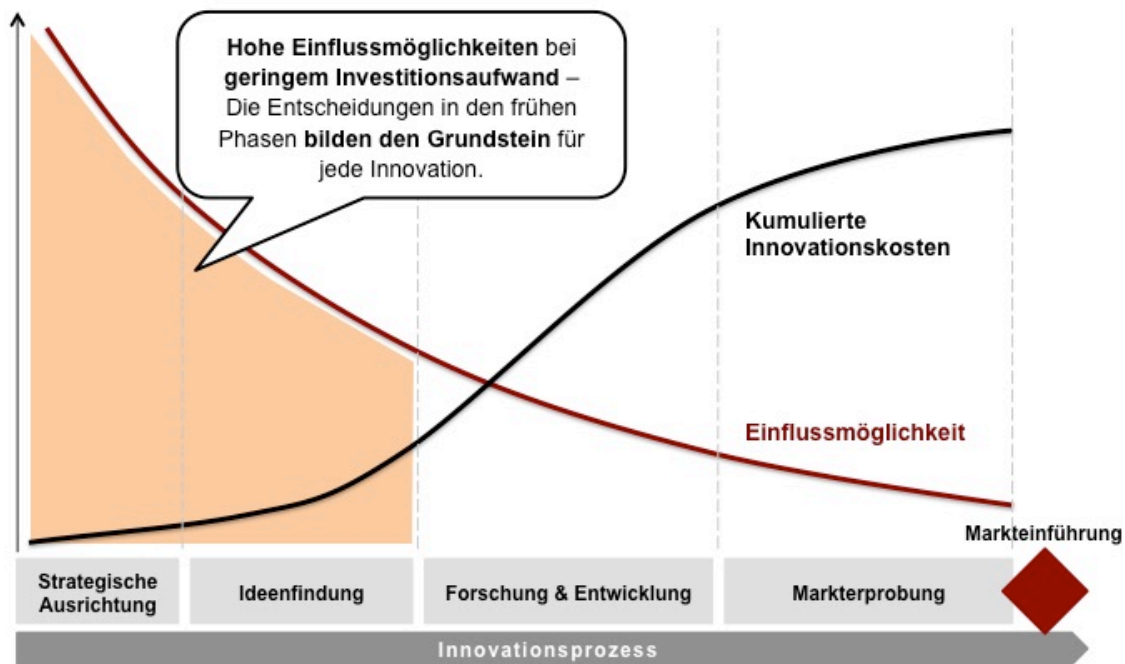 Hohe Einflussmöglichkeiten bei
geringem Investitionsaufwand –
Die Entscheidungen in den frühen
Phasen bilden den Grundstein für
jede Innovation.
Kumulierte
Innovationskosten
Einflussmöglichkeit
Markteinführung
Strategische
Ausrichtung
Ideenfindung
Forschung & Entwicklung
Markterprobung
Innovationsprozess